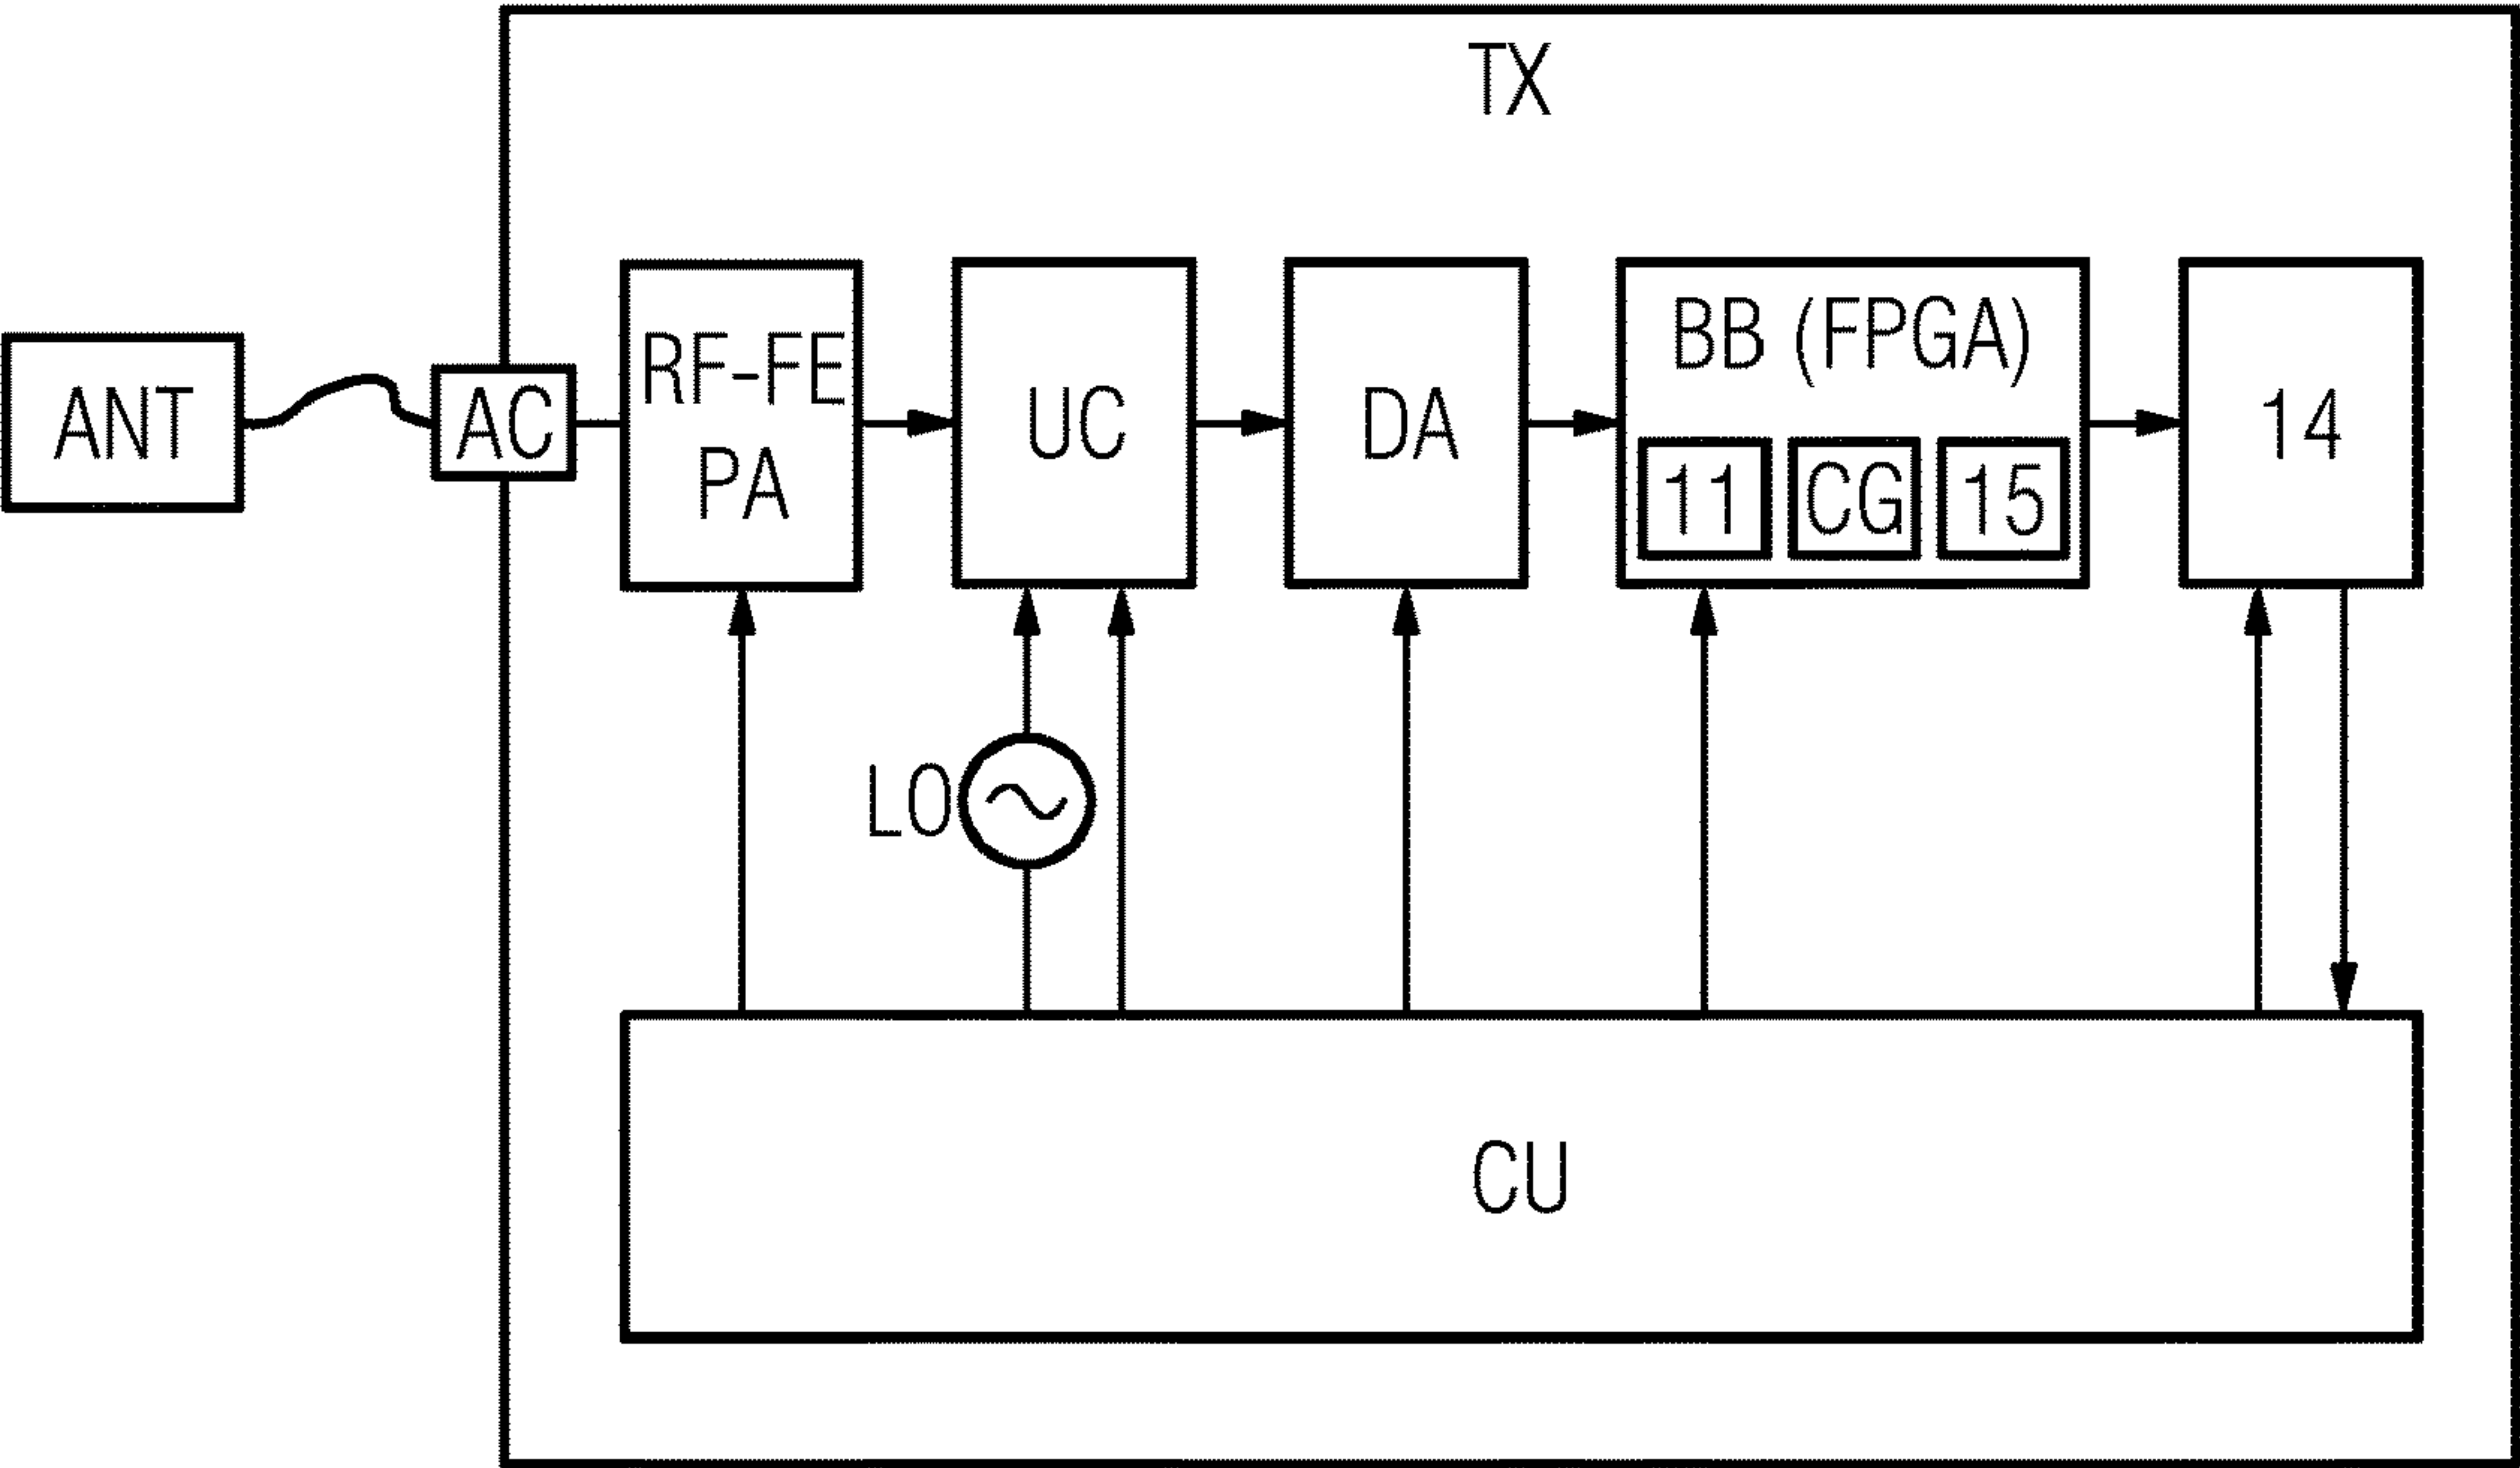 TX
ANT
AC
RF-FE
PA
UC
DA
BB (FPGA)
11
CG
15
14
LO
CU